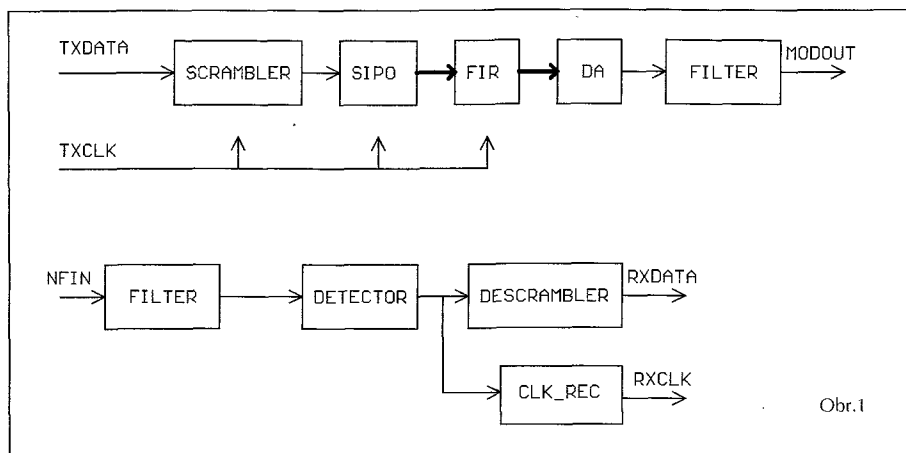 TXDATA
SCRAMBLER
SIPO
FIR
DA
FILTER
MODOUT
TXCLK
NFIN
FILTER
DETECTOR
DESCRAMBLER
RXDATA
CLK_REC
RXCLK
Obr.1